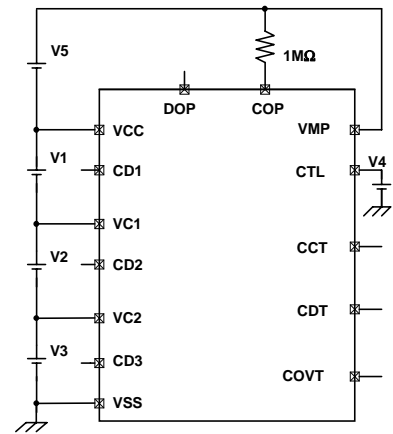 V5
1MΩ
DOP
COP
VCC
VMP
V1
CD1
CTL
V4
VC1
V2
CD2
CCT
VC2
CDT
V3
CD3
COVT
VSS